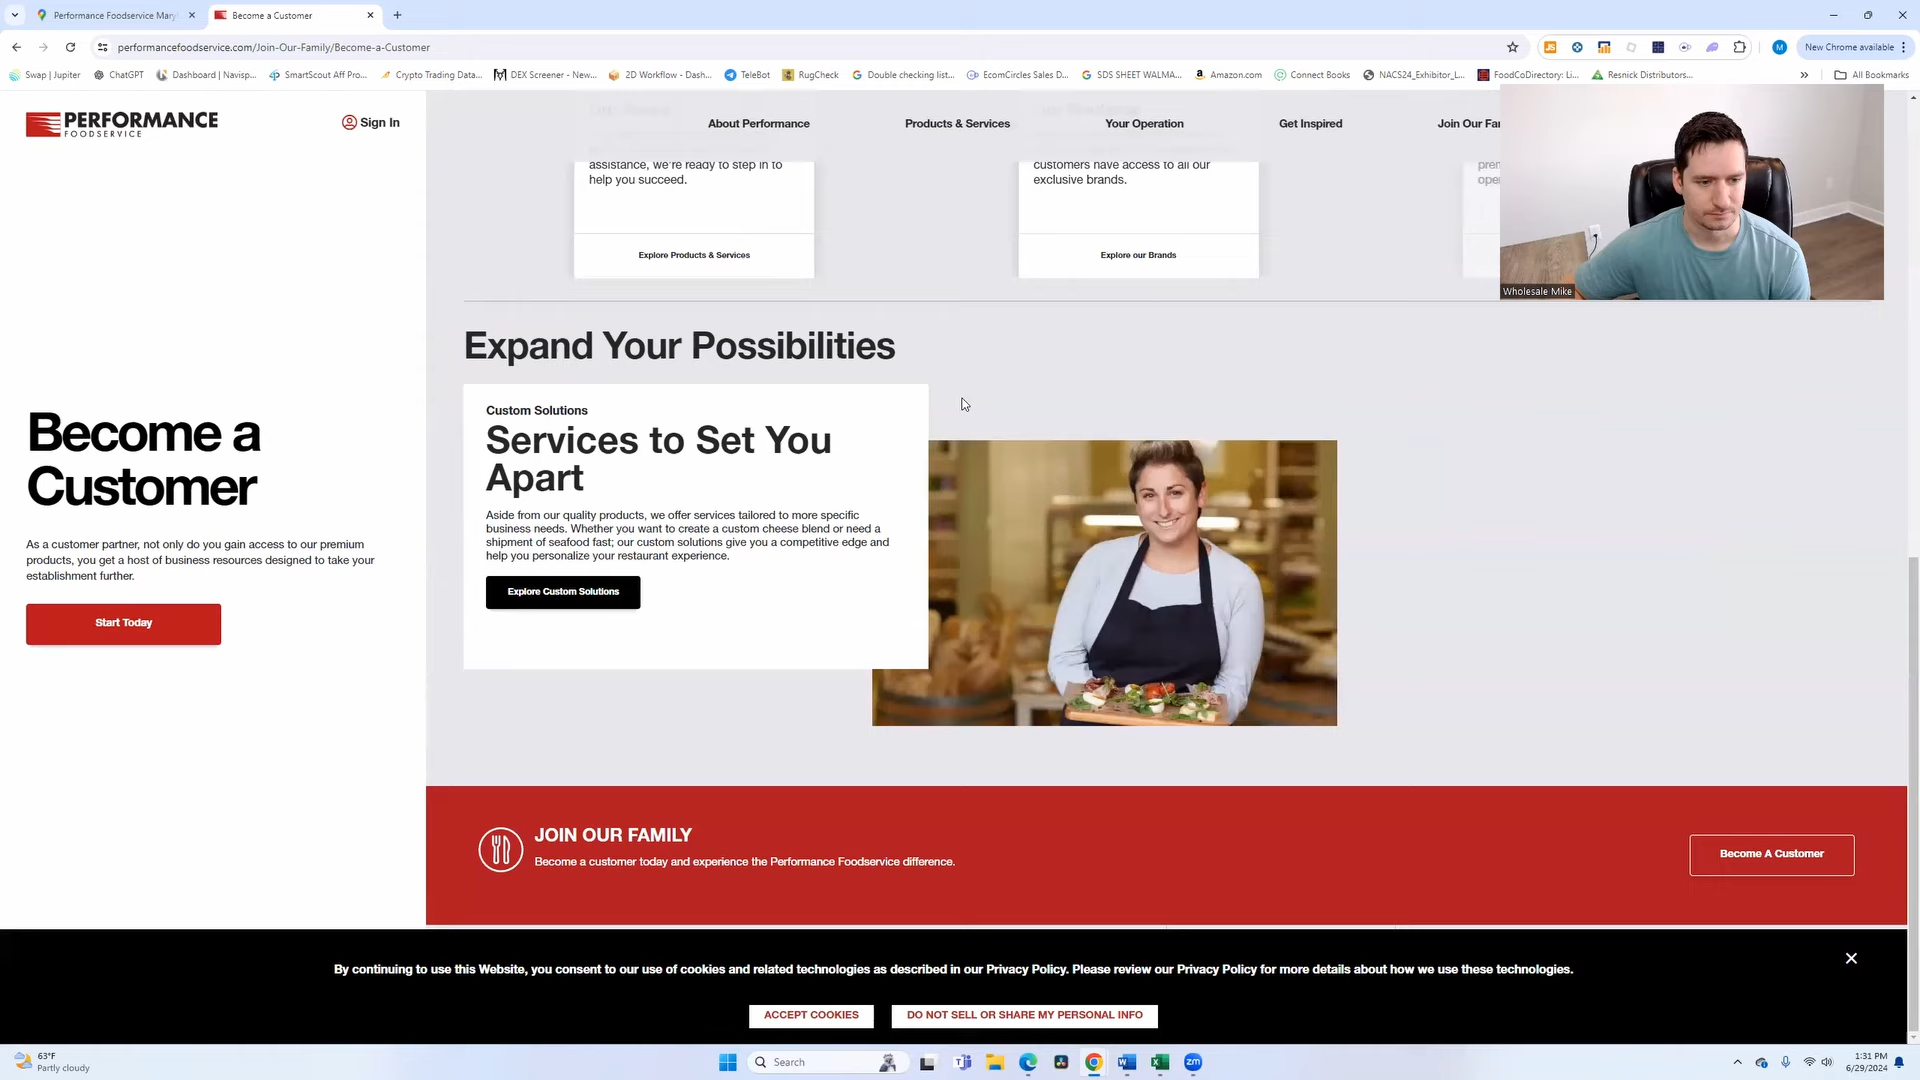 Performance Foodservice Mary
Become a Customer
performancefoodservice.com/Join-Our-Family/Become-a-Customer
New Chrome available
Swap | Jupiter
ChatGPT
Dashboard | Navisp...
SmartScout Aff Pro...
Crypto Trading Data...
DEX Screener - New...
2D Workflow - Dash...
TeleBot
RugCheck
Double checking list...
EcomCircles Sales D...
SDS SHEET WALMA...
Amazon.com
Connect Books
NACS24_Exhibitor_L...
FoodCoDirectory: Li...
Resnick Distributors...
All Bookmarks
PERFORMANCE
FOODSERVICE
Sign In
About Performance
Products & Services
Your Operation
Get Inspired
Join Our Fa
assistance, we're ready to step in to
help you succeed.
Explore Products & Services
customers have access to all our
exclusive brands.
Explore our Brands
Wholesale Mike
Become a
Customer
As a customer partner, not only do you gain access to our premium
products, you get a host of business resources designed to take your
establishment further.
Start Today
Expand Your Possibilities
Custom Solutions
Services to Set You
Apart
Aside from our quality products, we offer services tailored to more specific
business needs. Whether you want to create a custom cheese blend or need a
shipment of seafood fast; our custom solutions give you a competitive edge and
help you personalize your restaurant experience.
Explore Custom Solutions
JOIN OUR FAMILY
Become a customer today and experience the Performance Foodservice difference.
Become A Customer
By continuing to use this Website, you consent to our use of cookies and related technologies as described in our Privacy Policy. Please review our Privacy Policy for more details about how we use these technologies.
ACCEPT COOKIES
DO NOT SELL OR SHARE MY PERSONAL INFO
63°F
Partly cloudy
Search
1:31 PM
6/29/2024